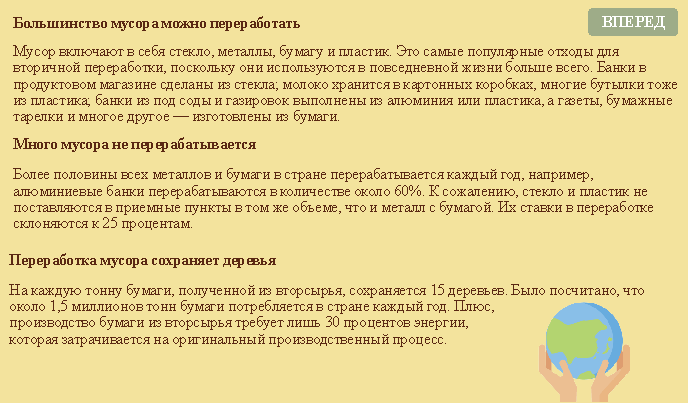 Большинство мусора можно переработать
ВПЕРЕД
Мусор включают в себя стекло, металлы, бумагу и пластик. Это самые популярные отходы для
вторичной переработки, поскольку они используются в повседневной жизни больше всего. Банки в
продуктовом магазине сделаны из стекла; молоко хранится в картонных коробках, многие бутылки тоже
из пластика; банки из под соды и газировок выполнены из алюминия или пластика, а газеты, бумажные
тарелки и многое другое — изготовлены из бумаги.
Много мусора не перерабатывается
Более половины всех металлов и бумаги в стране перерабатывается каждый год, например,
алюминиевые банки перерабатываются в количестве около 60%. К сожалению, стекло и пластик не
поставляются в приемные пункты в том же объеме, что и металл с бумагой. Их ставки в переработке
склоняются к 25 процентам.
Переработка мусора сохраняет деревья
На каждую тонну бумаги, полученной из вторсырья, сохраняется 15 деревьев. Было посчитано, что
около 1,5 миллионов тонн бумаги потребляется в стране каждый год. Плюс,
производство бумаги из вторсырья требует лишь 30 процентов энергии,
которая затрачивается на оригинальный производственный процесс.